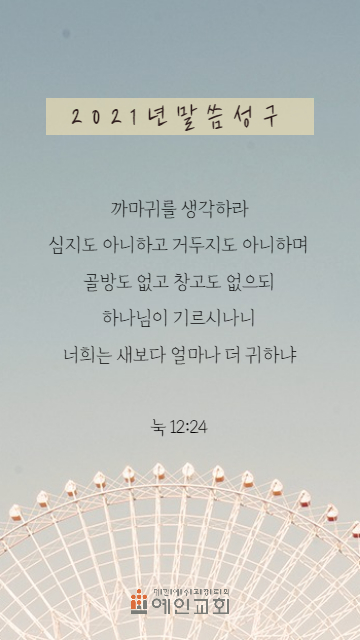 2021년말씀성구
까마귀를 생각하라
심지도 아니하고 거두지도 아니하며
골방도 없고 창고도 없으되
하나님이 기르시나니
너희는 새보다 얼마나 더 귀하냐
눅 12:24
예인교회